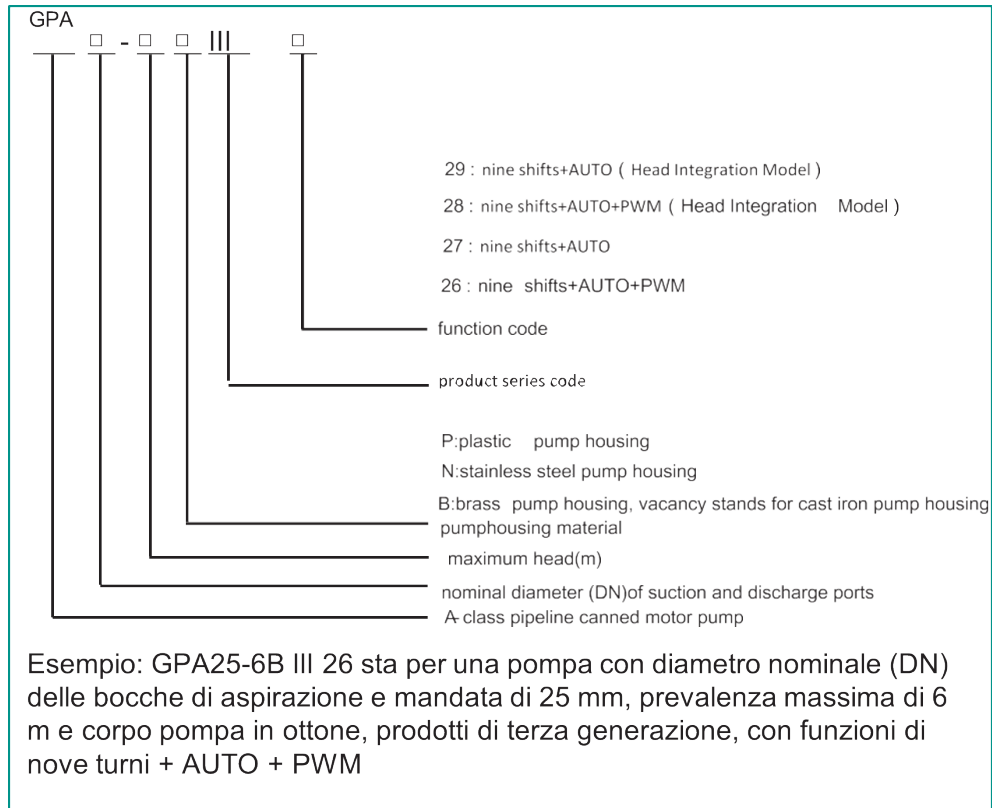 GPA
□ - □ □ III □
29 : nine shifts+AUTO ( Head Integration Model )
28 : nine shifts+AUTO+PWM ( Head Integration Model )
27 : nine shifts+AUTO
26 : nine shifts+AUTO+PWM
function code
product series code
P:plastic pump housing
N:stainless steel pump housing
B:brass pump housing, vacancy stands for cast iron pump housing
pumphousing material
maximum head(m)
nominal diameter (DN)of suction and discharge ports
A-class pipeline canned motor pump
Esempio: GPA25-6B III 26 sta per una pompa con diametro nominale (DN)
delle bocche di aspirazione e mandata di 25 mm, prevalenza massima di 6
m e corpo pompa in ottone, prodotti di terza generazione, con funzioni di
nove turni + AUTO + PWM